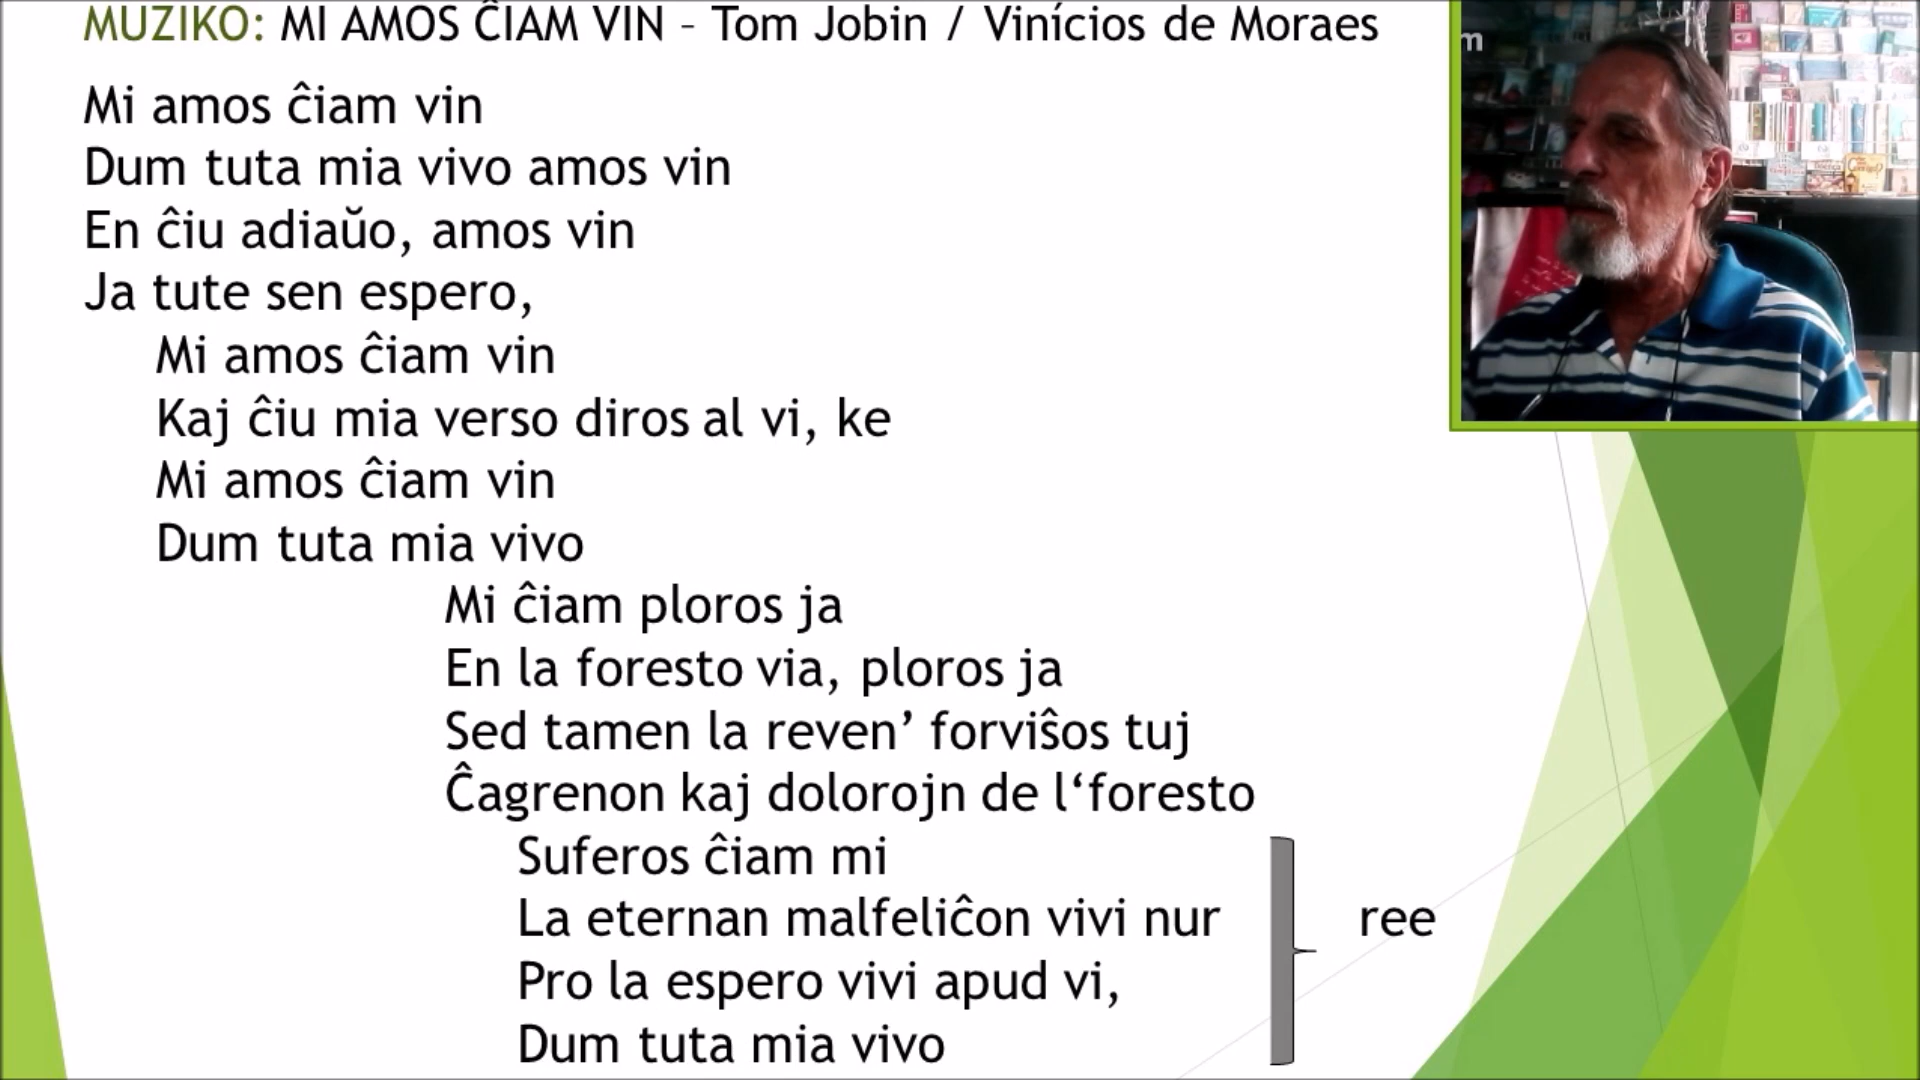 MUZIKO: MI AMOS ĈIAM VIN – Tom Jobin / Vinícios de Moraes
m
Mi amos ĉiam vin
Dum tuta mia vivo amos vin
En ĉiu adiaŭo, amos vin
Ja tute sen espero,
Mi amos ĉiam vin
Kaj ĉiu mia verso diros al vi, ke
Mi amos ĉiam vin
Dum tuta mia vivo
Mi ĉiam ploros ja
En la foresto via, ploros ja
Sed tamen la reven’ forviŝos tuj
Ĉagrenon kaj dolorojn de l‘foresto
Suferos ĉiam mi
La eternan malfeliĉon vivi nur
ree
Pro la espero vivi apud vi,
Dum tuta mia vivo